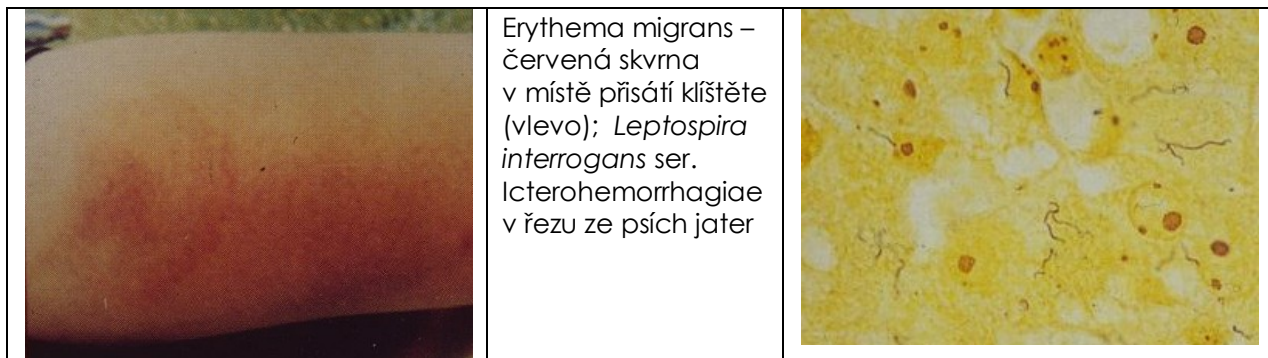 Erythema migrans –
červená skvrna
v místě přisátí klíštěte
(vlevo); Leptospira
interrogans ser.
Icterohemorrhagiae
v řezu ze psích jater